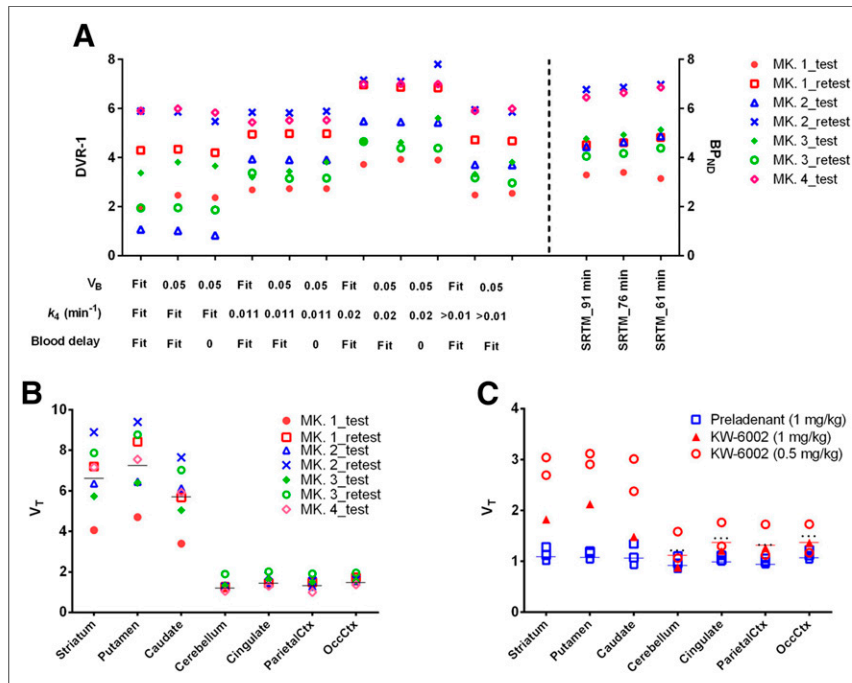 A
8
6
4
2
0
DVR-1
8
6
4
2
0
BP_ND
MK. 1_test
MK. 1_retest
MK. 2_test
MK. 2_retest
MK. 3_test
MK. 3_retest
MK. 4_test
V_B Fit 0.05 0.05 Fit 0.05 0.05 Fit 0.05 0.05 Fit 0.05
k₄ (min⁻¹) Fit Fit Fit 0.011 0.011 0.011 0.02 0.02 0.02 >0.01 >0.01
Blood delay Fit Fit 0 Fit Fit 0 Fit Fit 0 Fit Fit
SRTM_91 min
SRTM_76 min
SRTM_61 min
B
10
8
6
4
2
0
V_T
MK. 1_test
MK. 1_retest
MK. 2_test
MK. 2_retest
MK. 3_test
MK. 3_retest
MK. 4_test
Striatum
Putamen
Caudate
Cerebellum
Cingulate
ParietalCtx
OccCtx
C
4
3
2
1
0
V_T
Preladenant (1 mg/kg)
KW-6002 (1 mg/kg)
KW-6002 (0.5 mg/kg)
Striatum
Putamen
Caudate
Cerebellum
Cingulate
ParietalCtx
OccCtx